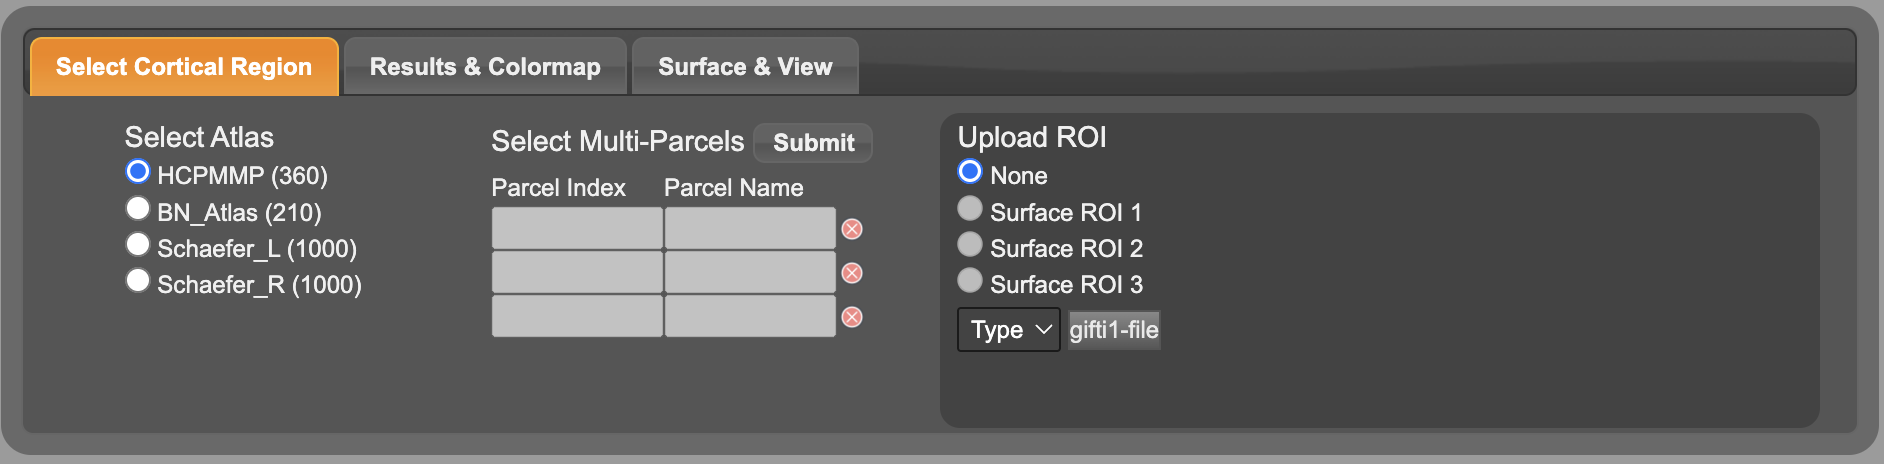 Select Cortical Region
Results & Colormap
Surface & View
Select Atlas
HCPMMP (360)
BN_Atlas (210)
Schaefer_L (1000)
Schaefer_R (1000)
Select Multi-Parcels Submit
Parcel Index Parcel Name
Upload ROI
None
Surface ROI 1
Surface ROI 2
Surface ROI 3
Type gifti1-file